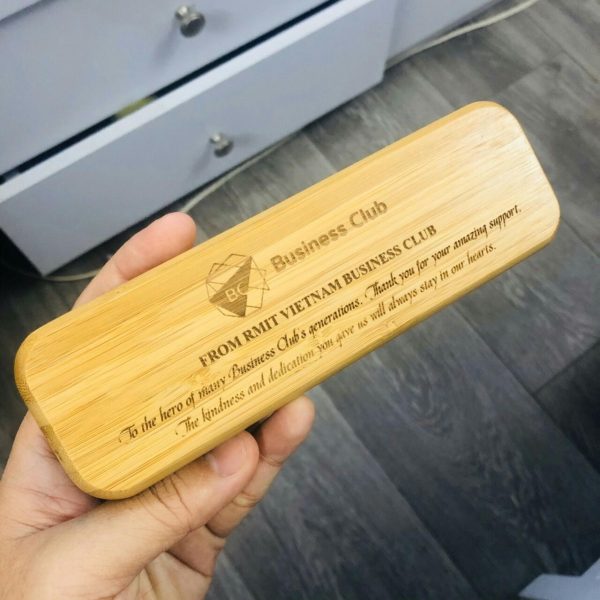 BC
Business Club
FROM RMIT VIETNAM BUSINESS CLUB
To the hero of many Business Club's generations. Thank you for your amazing support.
The kindness and dedication you gave us will always stay in our hearts.